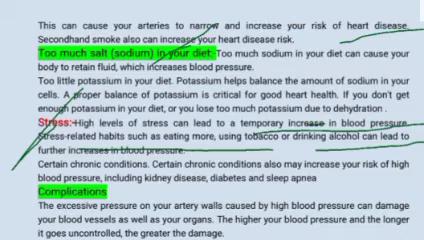 This can cause your arteries to narrow and increase your risk of heart disease.
Secondhand smoke also can increase your heart disease risk.
Too much salt (sodium) in your diet. Too much sodium in your diet can cause your
body to retain fluid, which increases blood pressure.
Too little potassium in your diet. Potassium helps balance the amount of sodium in your
cells. A proper balance of potassium is critical for good heart health. If you don't get
enough potassium in your diet, or you lose too much potassium due to dehydration .
Stress: High levels of stress can lead to a temporary increase in blood pressure.
Stress-related habits such as eating more, using tobacco or drinking alcohol can lead to
further increases in blood pressure.
Certain chronic conditions. Certain chronic conditions also may increase your risk of high
blood pressure, including kidney disease, diabetes and sleep apnea
Complications
The excessive pressure on your artery walls caused by high blood pressure can damage
your blood vessels as well as your organs. The higher your blood pressure and the longer
it goes uncontrolled, the greater the damage.